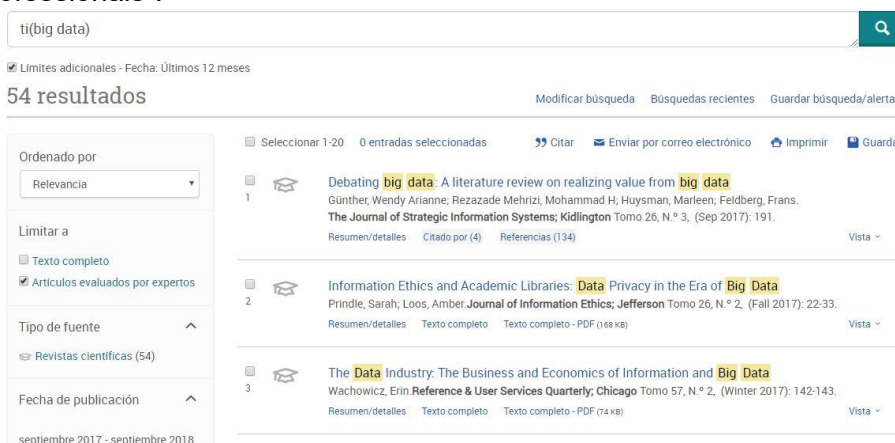 ti(big data)
Límites adicionales - Fecha: Últimos 12 meses
54 resultados
Modificar búsqueda Búsquedas recientes Guardar búsqueda/alerta
Ordenado por
Relevancia
Limitar a
Texto completo
Artículos evaluados por expertos
Tipo de fuente
Revistas científicas (54)
Fecha de publicación
septiembre 2017 - septiembre 2018
Seleccionar 1-20 0 entradas seleccionadas Citar Enviar por correo electrónico Imprimir Guarda
1
Debating big data: A literature review on realizing value from big data
Günther, Wendy Arianne; Rezazade Mehrizi, Mohammad H; Huysman, Marleen; Feldberg, Frans.
The Journal of Strategic Information Systems; Kidlington Tomo 26, N.º 3, (Sep 2017): 191.
Resumen/detalles Citado por (4) Referencias (134) Vista
2
Information Ethics and Academic Libraries: Data Privacy in the Era of Big Data
Prindle, Sarah; Loos, Amber.Journal of Information Ethics; Jefferson Tomo 26, N.º 2, (Fall 2017): 22-33.
Resumen/detalles Texto completo Texto completo - PDF (168 KB) Vista
3
The Data Industry: The Business and Economics of Information and Big Data
Wachowicz, Erin.Reference & User Services Quarterly; Chicago Tomo 57, N.º 2, (Winter 2017): 142-143.
Resumen/detalles Texto completo Texto completo - PDF (74 KB) Vista